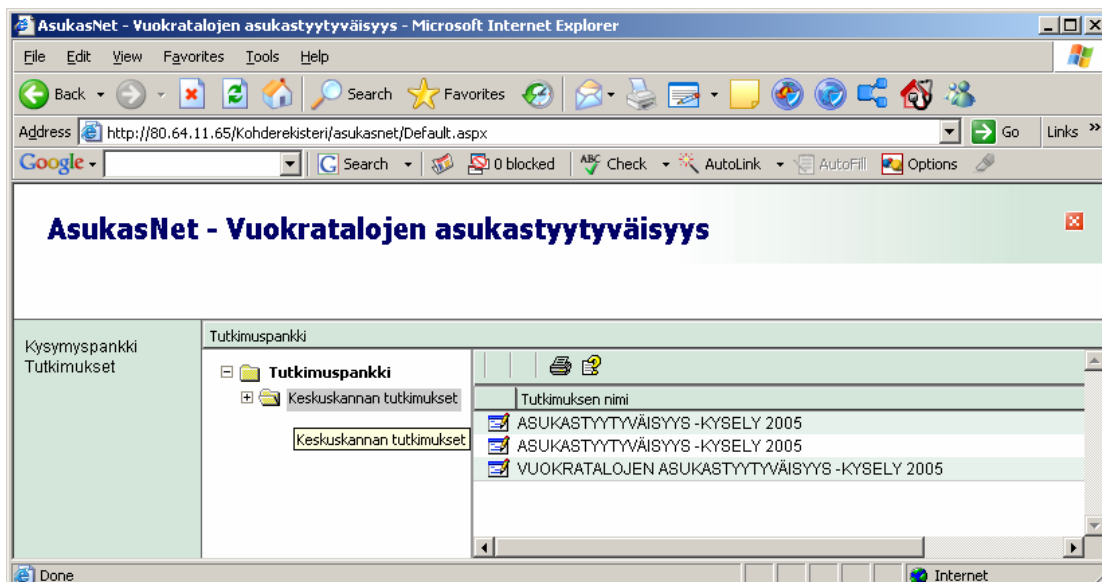 AsukasNet - Vuokratalojen asukastyytyväisyys - Microsoft Internet Explorer
File Edit View Favorites Tools Help
Back Search Favorites
Address http://80.64.11.65/Kohderekisteri/asukasnet/Default.aspx Go Links »
Google Search 0 blocked ABC Check AutoLink AutoFill Options
AsukasNet - Vuokratalojen asukastyytyväisyys
Kysymyspankki
Tutkimukset
Tutkimuspankki
Tutkimuspankki
Keskuskannan tutkimukset
Keskuskannan tutkimukset
Tutkimuksen nimi
ASUKASTYYTYVÄISYYS -KYSELY 2005
ASUKASTYYTYVÄISYYS -KYSELY 2005
VUOKRATALOJEN ASUKASTYYTYVÄISYYS -KYSELY 2005
Done Internet